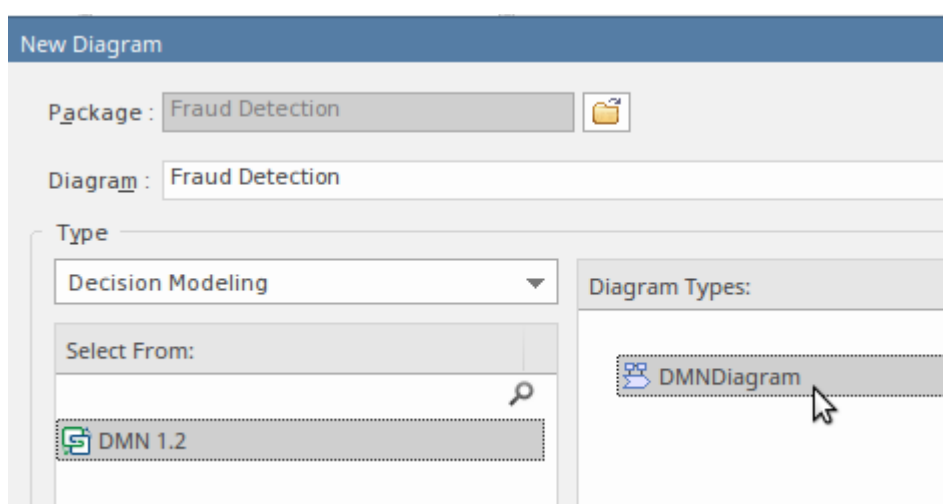 New Diagram
Package : Fraud Detection
Diagram : Fraud Detection
Type
Decision Modeling
Diagram Types:
Select From:
DMNDiagram
DMN 1.2